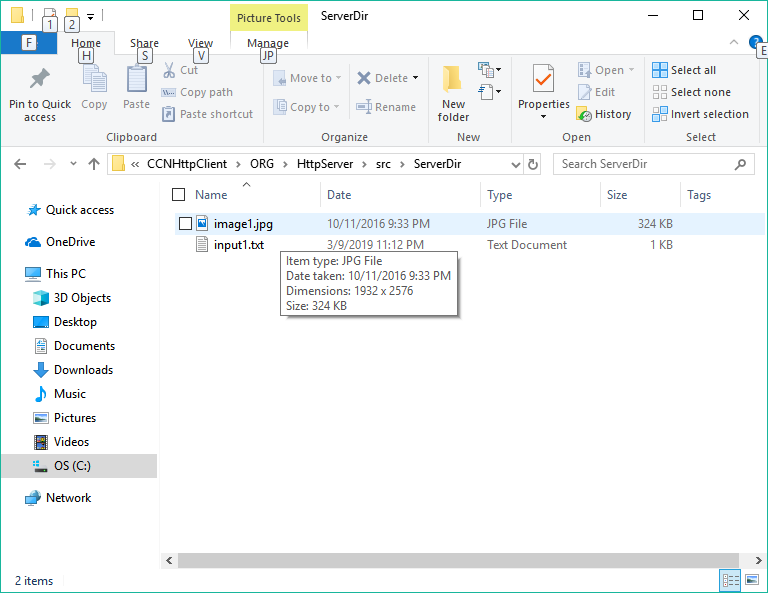 1 2 Picture Tools ServerDir
F Home Share View Manage ?
H S V JP E
Pin to Quick access
Copy
Paste
Cut
Copy path
Paste shortcut
Clipboard
Move to
Copy to
Delete
Rename
Organize
New folder
New
Properties
Open
Edit
History
Open
Select all
Select none
Invert selection
Select
« CCNHttpClient > ORG > HttpServer > src > ServerDir
Search ServerDir
Name Date Type Size Tags
image1.jpg 10/11/2016 9:33 PM JPG File 324 KB
input1.txt 3/9/2019 11:12 PM Text Document 1 KB
Item type: JPG File
Date taken: 10/11/2016 9:33 PM
Dimensions: 1932 x 2576
Size: 324 KB
Quick access
OneDrive
This PC
3D Objects
Desktop
Documents
Downloads
Music
Pictures
Videos
OS (C:)
Network
2 items